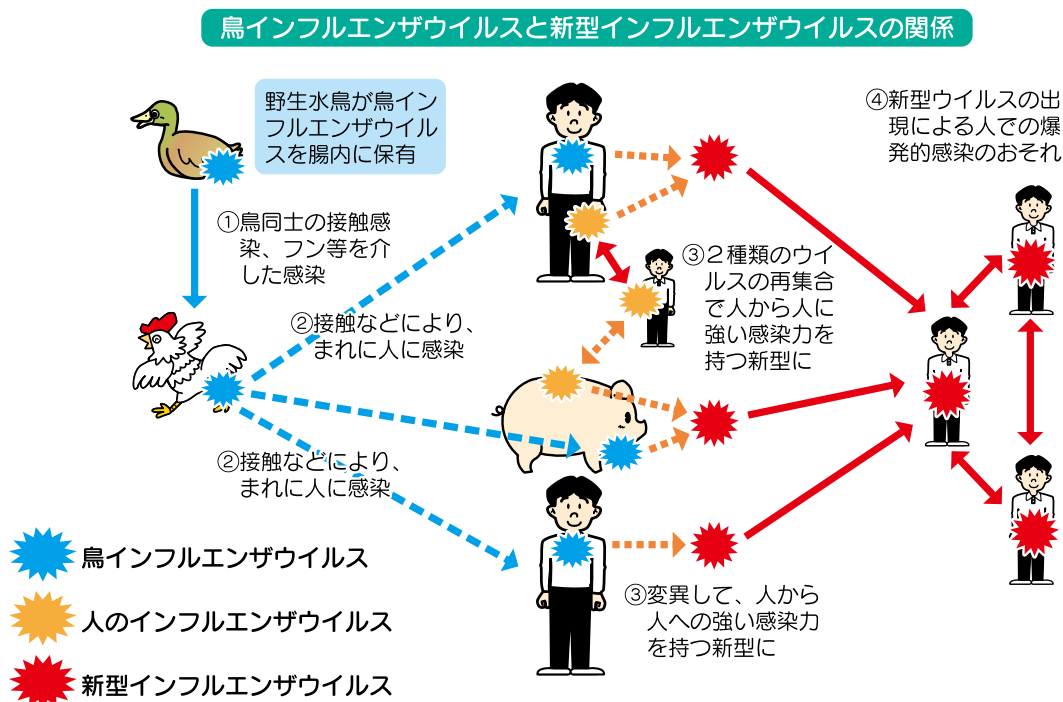 鳥インフルエンザウイルスと新型インフルエンザウイルスの関係
野生水鳥が鳥イン
フルエンザウイル
スを腸内に保有
①鳥同士の接触感
染、フン等を介
した感染
②接触などにより、
まれに人に感染
②接触などにより、
まれに人に感染
③２種類のウイ
ルスの再集合
で人から人に
強い感染力を
持つ新型に
③変異して、人から
人への強い感染力
を持つ新型に
④新型ウイルスの出
現による人での爆
発的感染のおそれ
鳥インフルエンザウイルス
人のインフルエンザウイルス
新型インフルエンザウイルス